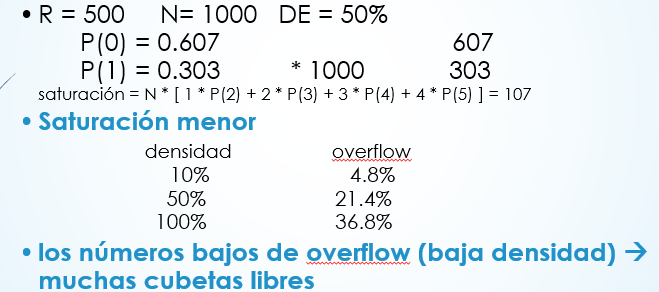 • R = 500 N= 1000 DE = 50%
P(0) = 0.607 607
P(1) = 0.303 * 1000 303
saturación = N * [ 1 * P(2) + 2 * P(3) + 3 * P(4) + 4 * P(5) ] = 107
• Saturación menor
densidad overflow
10% 4.8%
50% 21.4%
100% 36.8%
• los números bajos de overflow (baja densidad) →
muchas cubetas libres